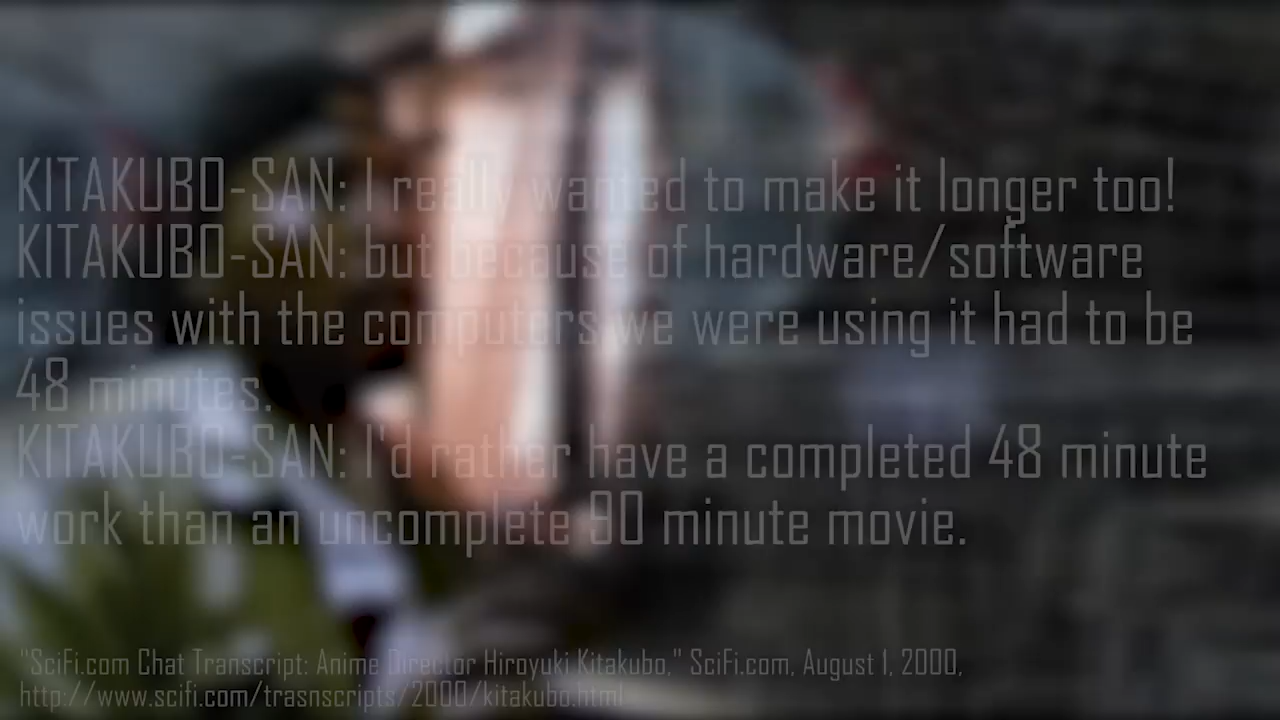 KITAKUBO-SAN: I really wanted to make it longer too!
KITAKUBO-SAN: but because of hardware/software
issues with the computers we were using it had to be
48 minutes.
KITAKUBO-SAN: I'd rather have a completed 48 minute
work than an uncomplete 90 minute movie.
"SciFi.com Chat Transcript: Anime Director Hiroyuki Kitakubo," SciFi.com, August 1, 2000,
http://www.scifi.com/trasnscripts/2000/kitakubo.html